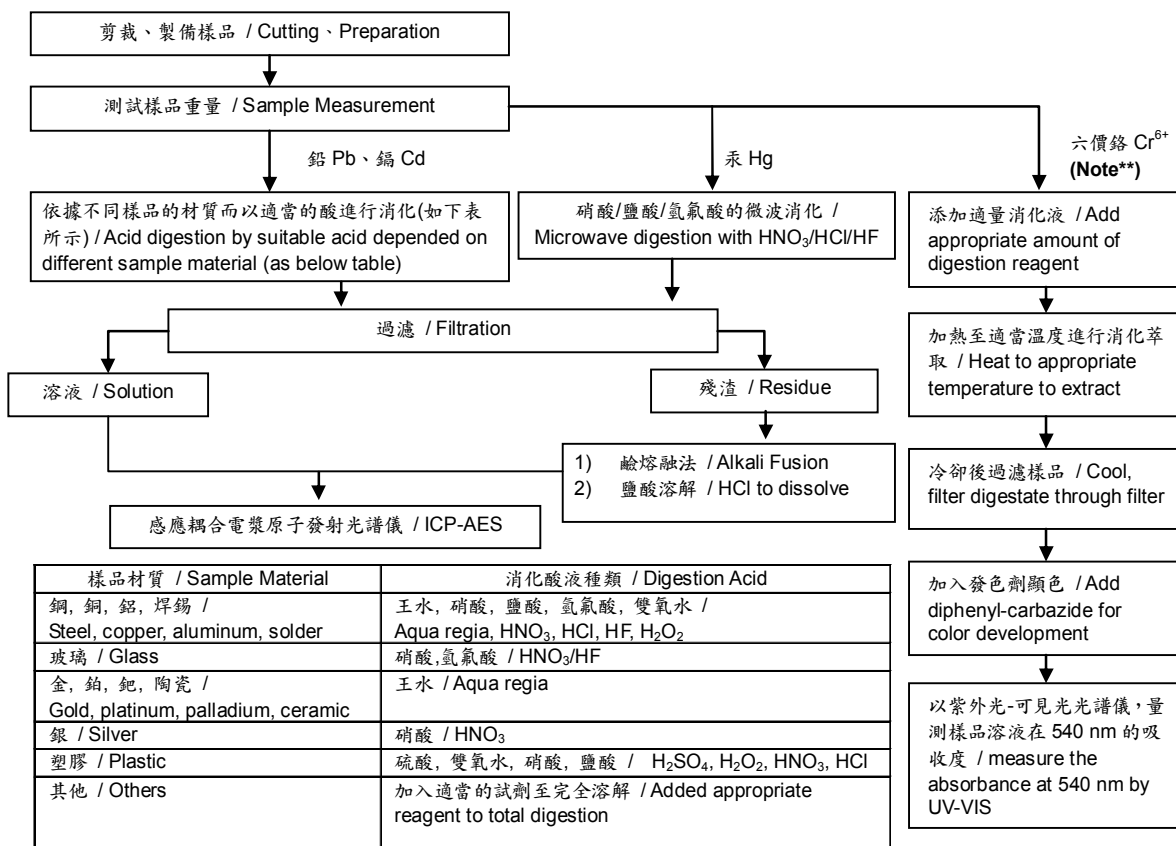 剪裁、製備樣品 / Cutting、Preparation
測試樣品重量 / Sample Measurement
鉛 Pb、鎘 Cd
汞 Hg
六價鉻 Cr6+
(Note**)
依據不同樣品的材質而以適當的酸進行消化(如下表
所示) / Acid digestion by suitable acid depended on
different sample material (as below table)
硝酸/鹽酸/氫氟酸的微波消化 /
Microwave digestion with HNO3/HCl/HF
添加適量消化液 / Add
appropriate amount of
digestion reagent
過濾 / Filtration
加熱至適當溫度進行消化萃
取 / Heat to appropriate
temperature to extract
溶液 / Solution
殘渣 / Residue
1) 鹼熔融法 / Alkali Fusion
2) 鹽酸溶解 / HCl to dissolve
冷卻後過濾樣品 / Cool,
filter digestate through filter
感應耦合電漿原子發射光譜儀 / ICP-AES
加入發色劑顯色 / Add
diphenyl-carbazide for
color development
以紫外光-可見光光譜儀，量
測樣品溶液在 540 nm 的吸
收度 / measure the
absorbance at 540 nm by
UV-VIS
樣品材質 / Sample Material
消化酸液種類 / Digestion Acid
鋼, 銅, 鋁, 焊錫 /
Steel, copper, aluminum, solder
王水, 硝酸, 鹽酸, 氫氟酸, 雙氧水 /
Aqua regia, HNO3, HCl, HF, H2O2
玻璃 / Glass
硝酸,氫氟酸 / HNO3/HF
金, 鉑, 鈀, 陶瓷 /
Gold, platinum, palladium, ceramic
王水 / Aqua regia
銀 / Silver
硝酸 / HNO3
塑膠 / Plastic
硫酸, 雙氧水, 硝酸, 鹽酸 / H2SO4, H2O2, HNO3, HCl
其他 / Others
加入適當的試劑至完全溶解 / Added appropriate
reagent to total digestion